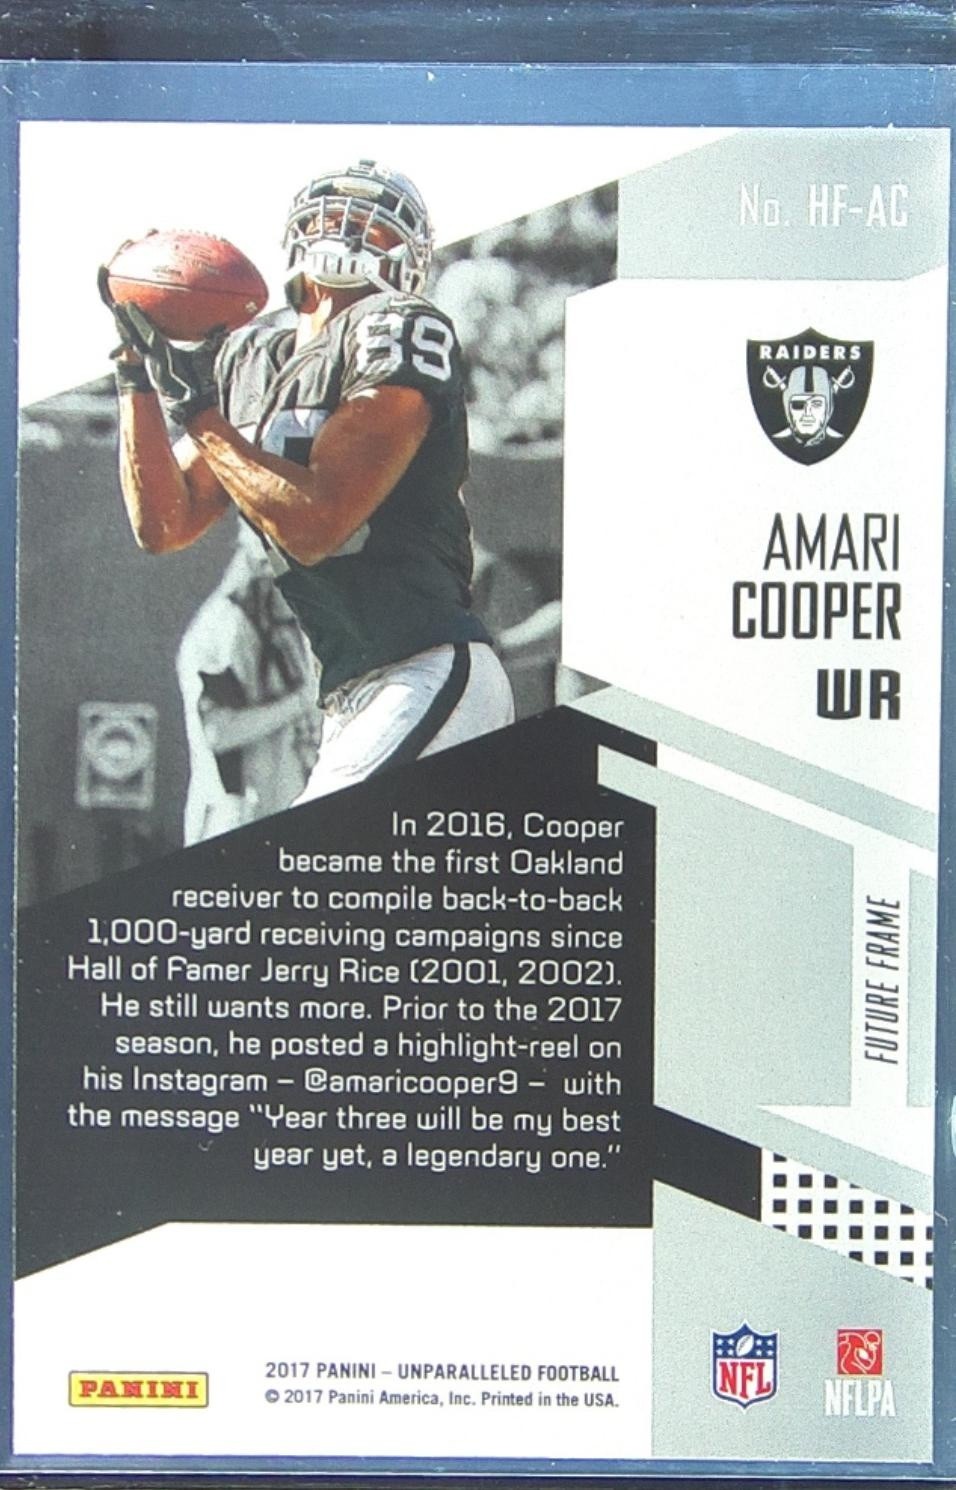 No. HF-AC
89
RAIDERS
AMARI
COOPER
WR
In 2016, Cooper
became the first Oakland
receiver to compile back-to-back
1,000-yard receiving campaigns since
Hall of Famer Jerry Rice (2001, 2002).
He still wants more. Prior to the 2017
season, he posted a highlight-reel on
his Instagram – @amaricooper9 – with
the message "Year three will be my best
year yet, a legendary one."
FUTURE FRAME
PANINI
2017 PANINI – UNPARALLELED FOOTBALL
© 2017 Panini America, Inc. Printed in the USA.
NFL
NFLPA